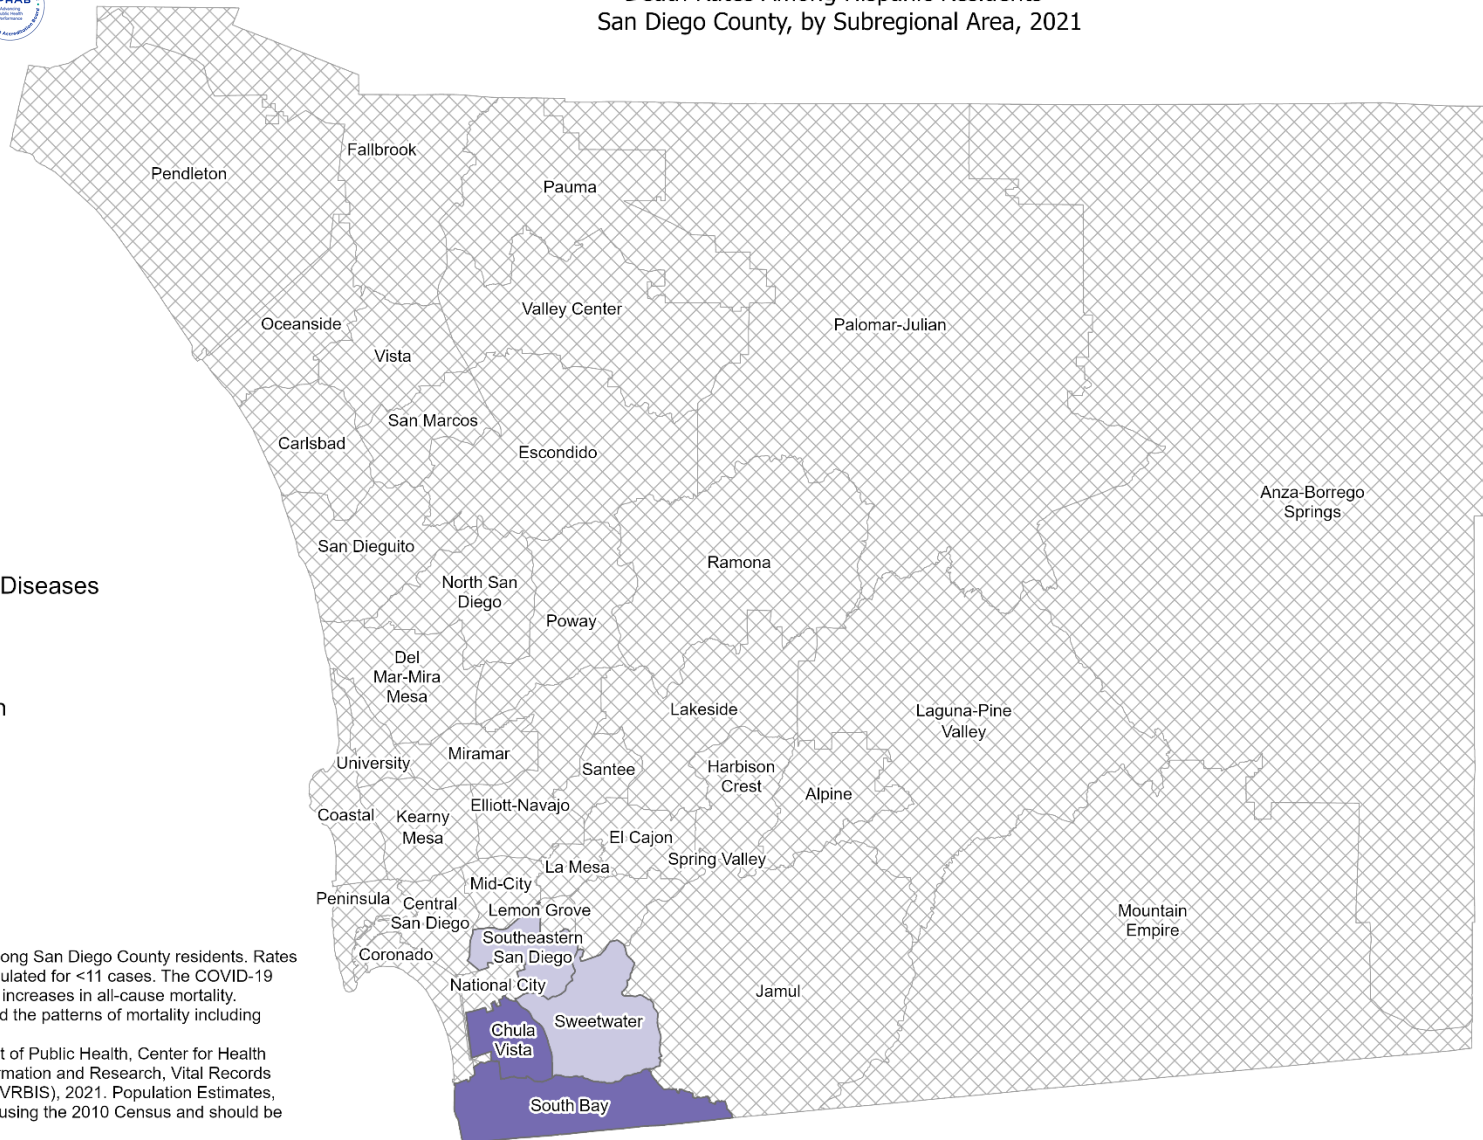 San Diego County, by Subregional Area, 2021
Fallbrook
Pendleton
Pauma
Valley Center
Oceanside
Palomar-Julian
Vista
San Marcos
Carlsbad
Escondido
Anza-Borrego
Springs
San Dieguito
Ramona
Diseases
North San
Diego
Poway
Del
Mar-Mira
Mesa
n
Lakeside
Laguna-Pine
Valley
Miramar
University
Santee
Harbison
Crest
Alpine
Elliott-Navajo
Coastal
Kearny
Mesa
El Cajon
Spring Valley
La Mesa
Mid-City
Peninsula
Central
San Diego
Lemon Grove
Mountain
Empire
Southeastern
San Diego
Coronado
National City
Jamul
Sweetwater
Chula
Vista
South Bay
ong San Diego County residents. Rates
ulated for <11 cases. The COVID-19
increases in all-cause mortality.
d the patterns of mortality including
t of Public Health, Center for Health
rmation and Research, Vital Records
VRBIS), 2021. Population Estimates,
using the 2010 Census and should be